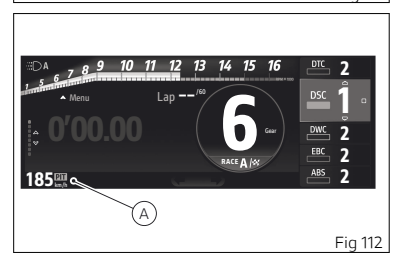 A
1 5 6 7 8 9 10 11 12 13 14 15 16
DTC 2
Menu
Lap --/60
DSC 1
0'00.00
6 Gear
DWC 2
EBC 2
RACE A
ABS 2
185 PIT km/h
A
Fig 112